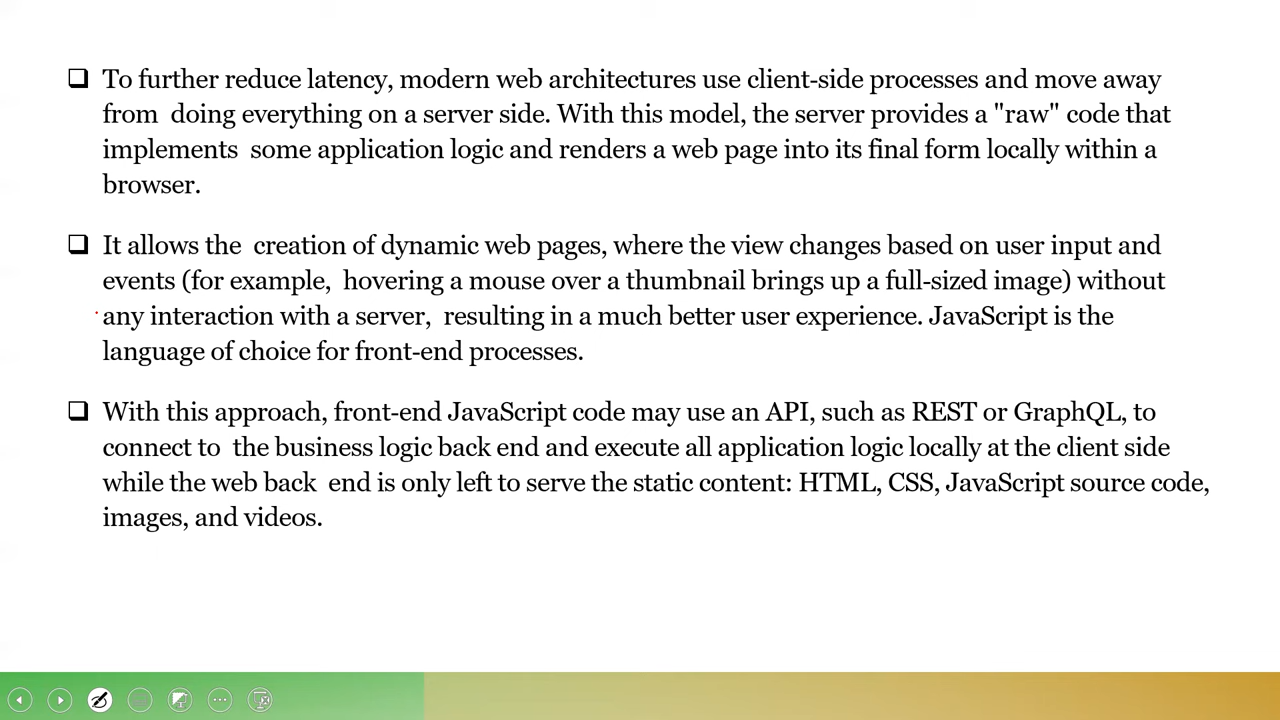 To further reduce latency, modern web architectures use client-side processes and move away
from doing everything on a server side. With this model, the server provides a "raw" code that
implements some application logic and renders a web page into its final form locally within a
browser.
It allows the creation of dynamic web pages, where the view changes based on user input and
events (for example, hovering a mouse over a thumbnail brings up a full-sized image) without
any interaction with a server, resulting in a much better user experience. JavaScript is the
language of choice for front-end processes.
With this approach, front-end JavaScript code may use an API, such as REST or GraphQL, to
connect to the business logic back end and execute all application logic locally at the client side
while the web back end is only left to serve the static content: HTML, CSS, JavaScript source code,
images, and videos.